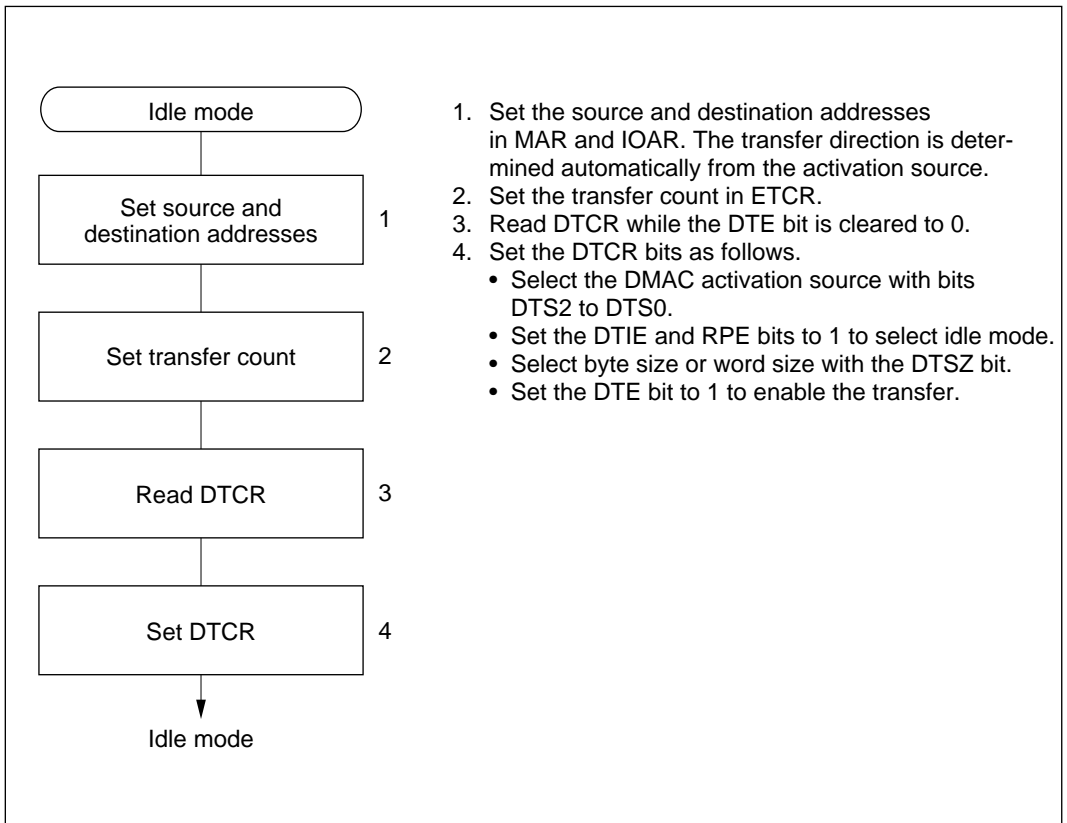 Idle mode
Set source and
destination addresses
1
Set transfer count
2
Read DTCR
3
Set DTCR
4
Idle mode
1. Set the source and destination addresses
in MAR and IOAR. The transfer direction is deter-
mined automatically from the activation source.
2. Set the transfer count in ETCR.
3. Read DTCR while the DTE bit is cleared to 0.
4. Set the DTCR bits as follows.
• Select the DMAC activation source with bits
DTS2 to DTS0.
• Set the DTIE and RPE bits to 1 to select idle mode.
• Select byte size or word size with the DTSZ bit.
• Set the DTE bit to 1 to enable the transfer.